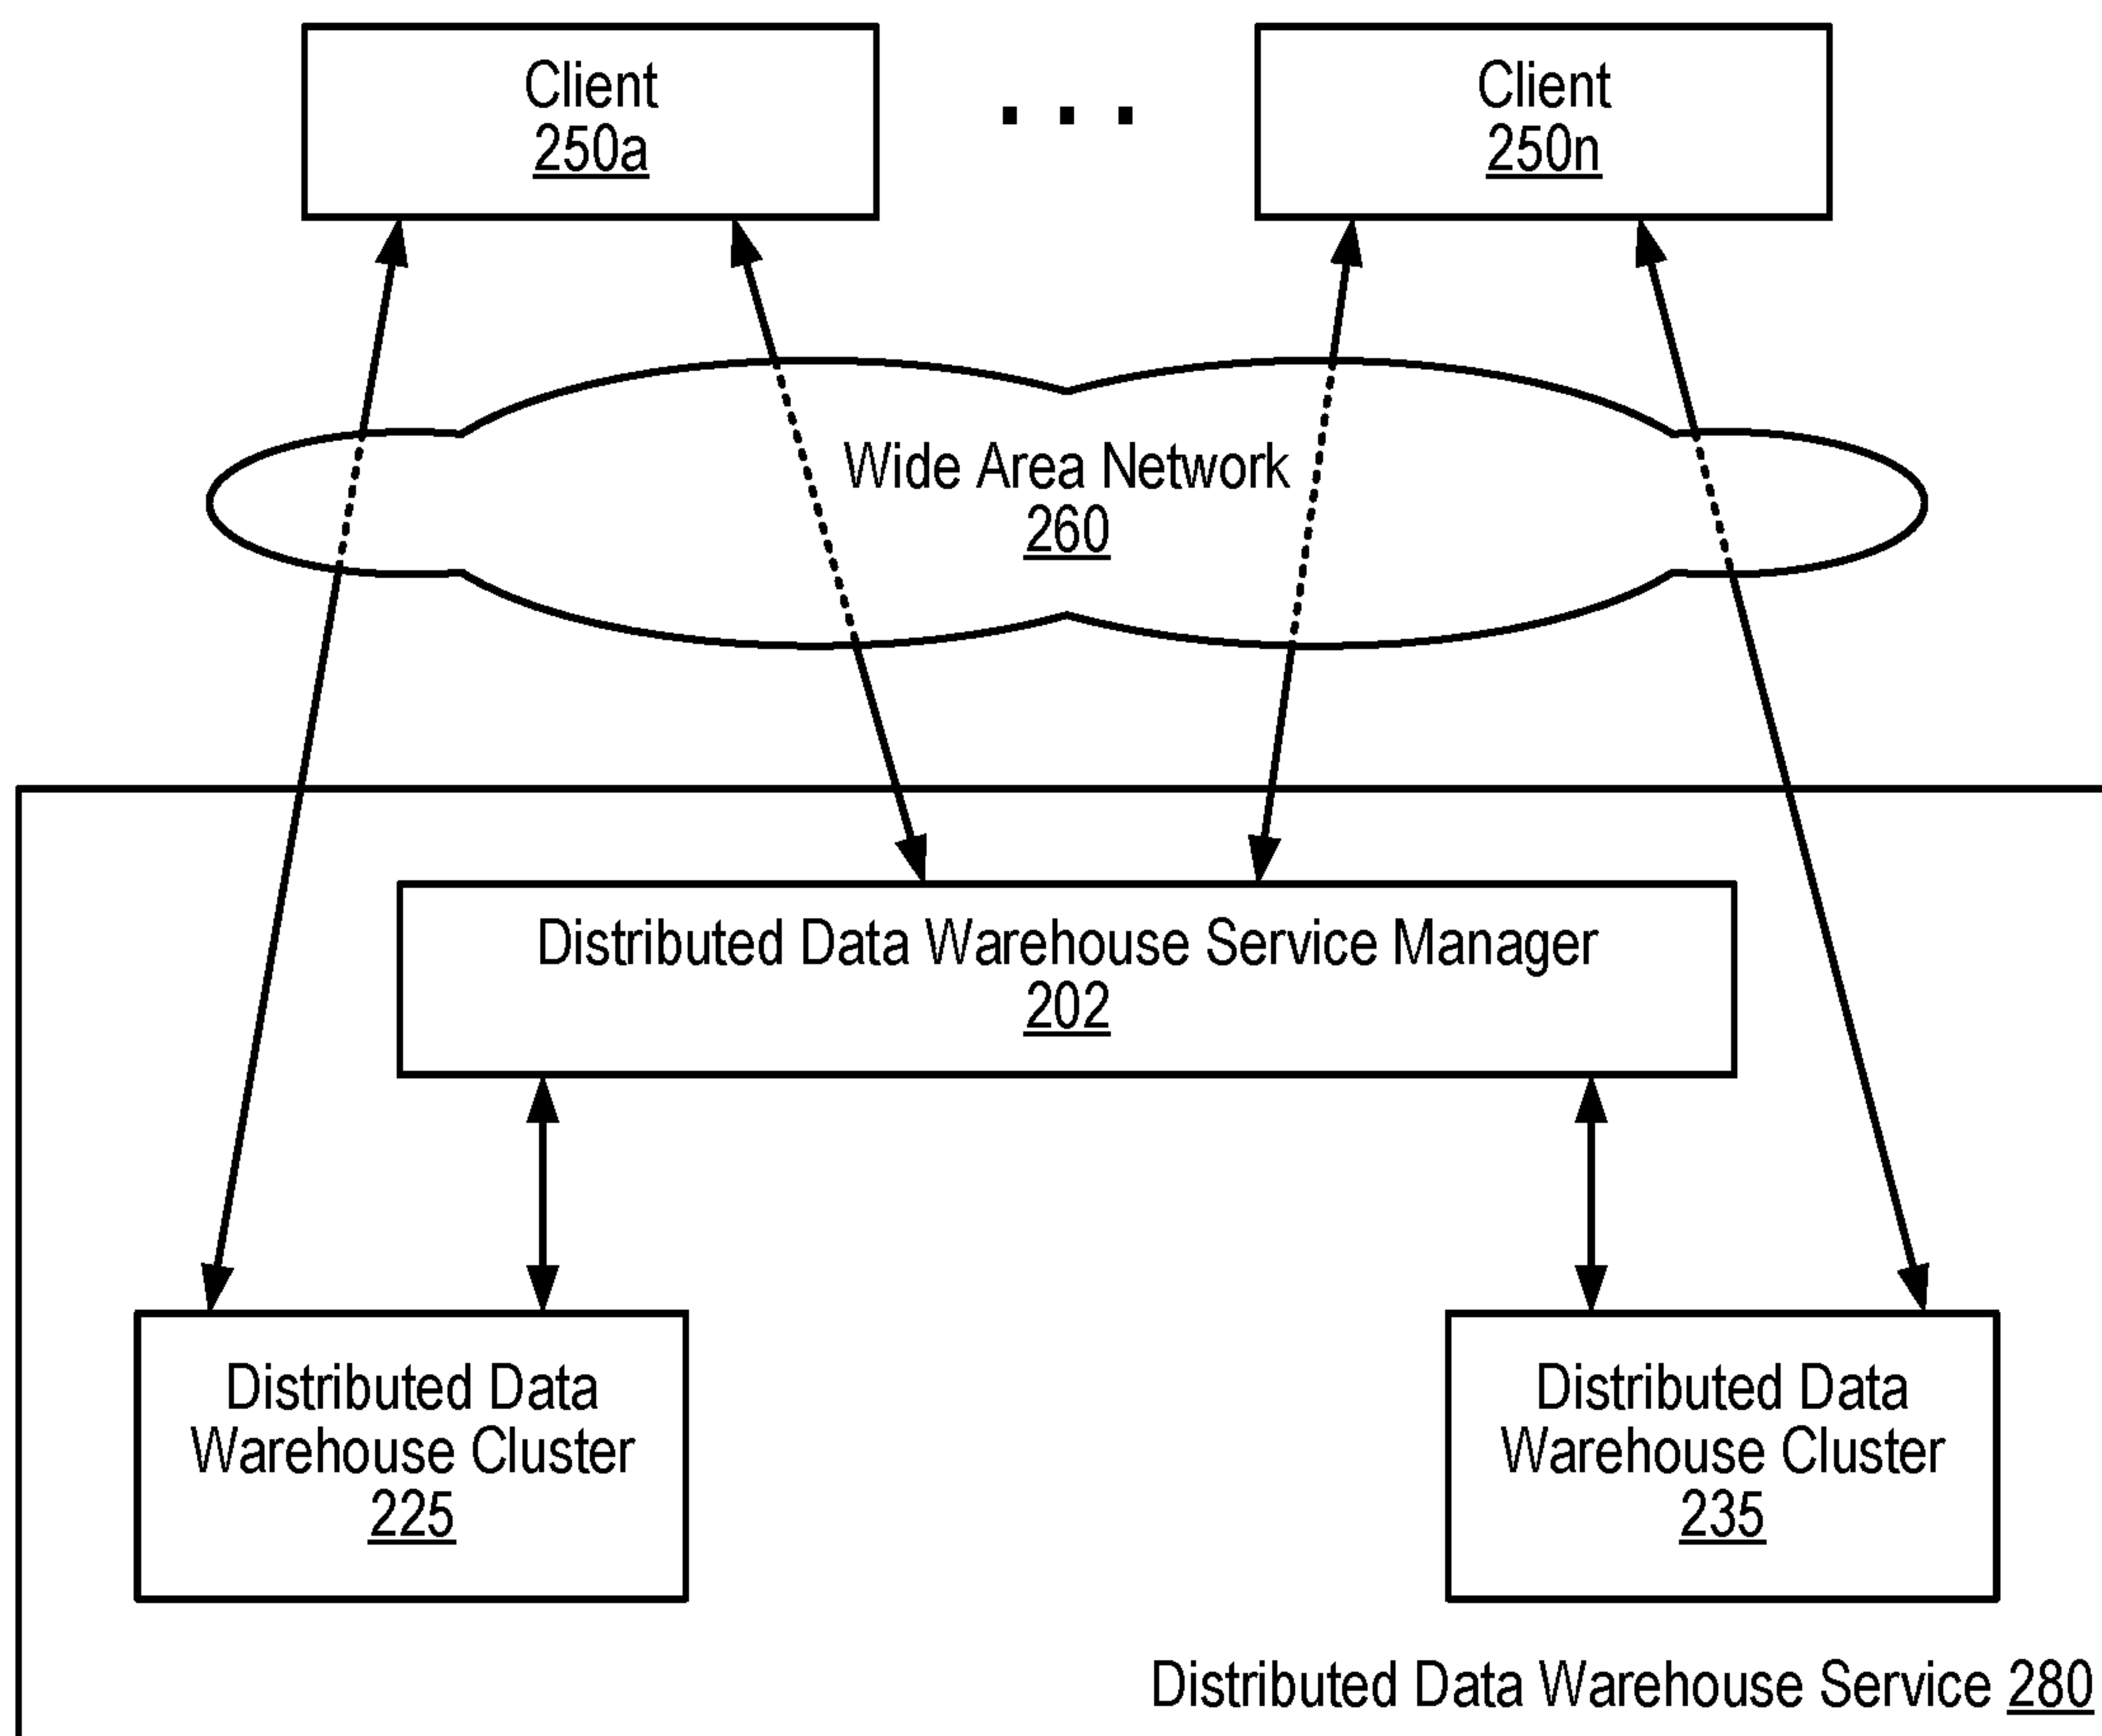 Client
250a
. . .
Client
250n
Wide Area Network
260
Distributed Data Warehouse Service Manager
202
Distributed Data
Warehouse Cluster
225
Distributed Data
Warehouse Cluster
235
Distributed Data Warehouse Service 280